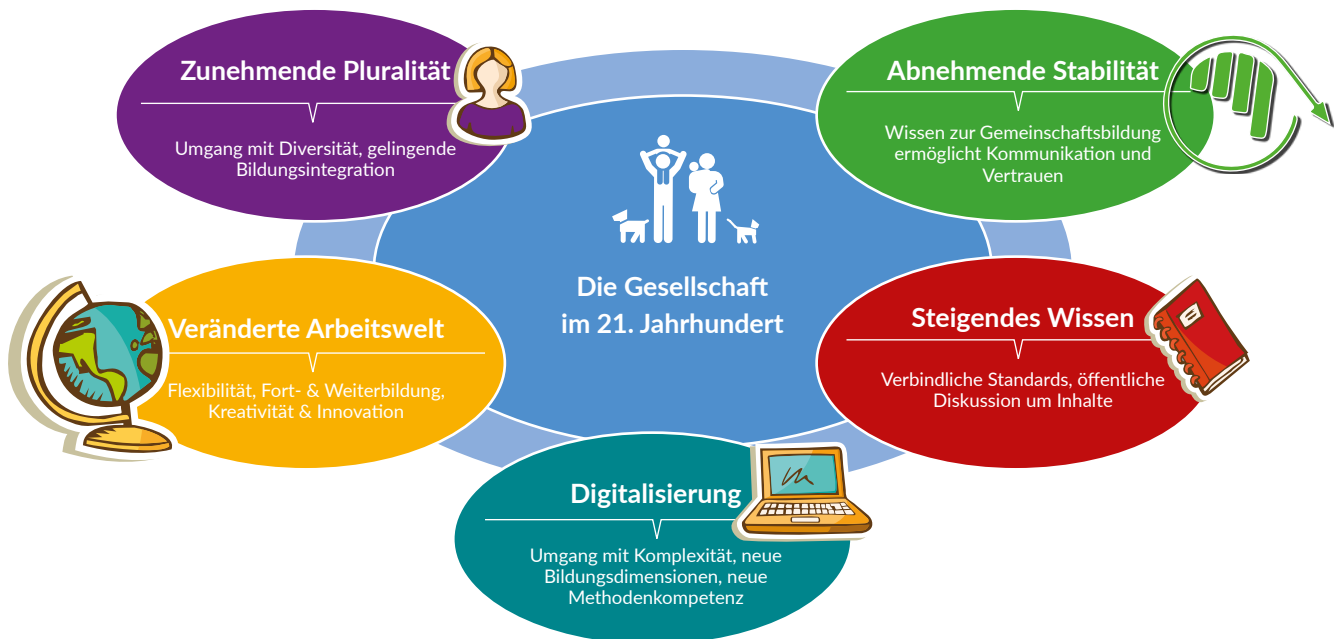 Zunehmende Pluralität
Umgang mit Diversität, gelingende
Bildungsintegration
Abnehmende Stabilität
Wissen zur Gemeinschaftsbildung
ermöglicht Kommunikation und
Vertrauen
Die Gesellschaft
im 21. Jahrhundert
Veränderte Arbeitswelt
Flexibilität, Fort- & Weiterbildung,
Kreativität & Innovation
Steigendes Wissen
Verbindliche Standards, öffentliche
Diskussion um Inhalte
Digitalisierung
Umgang mit Komplexität, neue
Bildungsdimensionen, neue
Methodenkompetenz